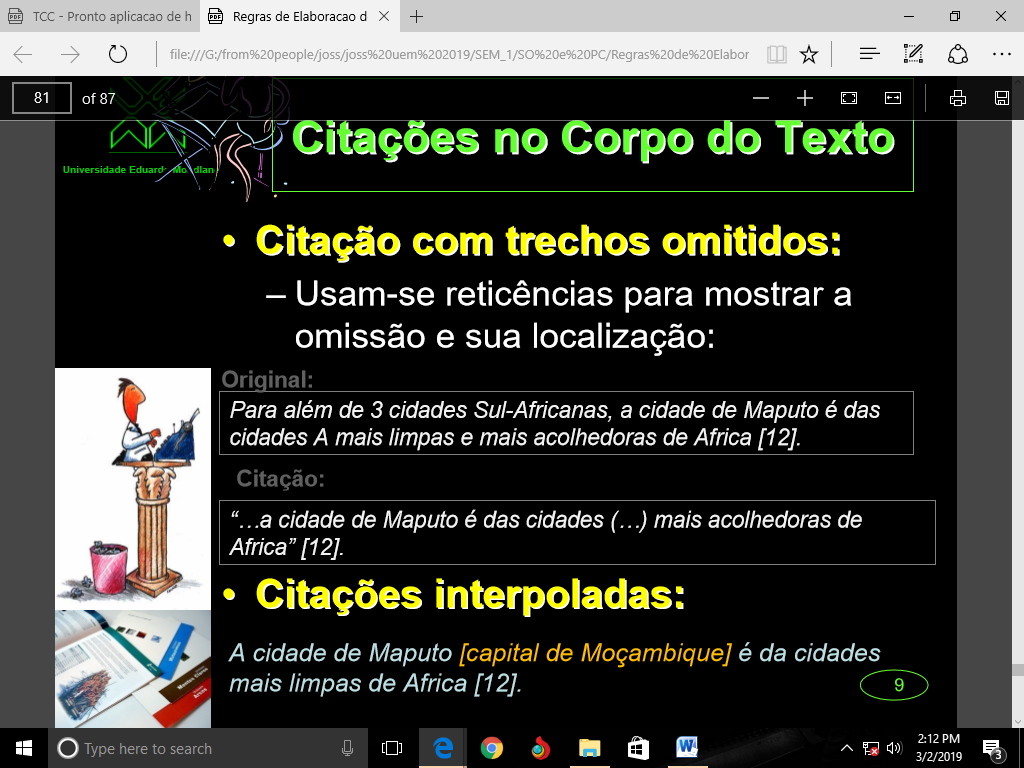 TCC - Pronto aplicacao de h
Regras de Elaboracao d
file:///G:/from%20people/joss/joss%20uem%202019/SEM_1/SO%20e%20PC/Regras%20de%20Elabor
81 of 87
Citações no Corpo do Texto
Universidade Eduardo Mondlan
• Citação com trechos omitidos:
– Usam-se reticências para mostrar a
omissão e sua localização:
Original:
Para além de 3 cidades Sul-Africanas, a cidade de Maputo é das
cidades A mais limpas e mais acolhedoras de Africa [12].
Citação:
“…a cidade de Maputo é das cidades (…) mais acolhedoras de
Africa” [12].
• Citações interpoladas:
A cidade de Maputo [capital de Moçambique] é da cidades
mais limpas de Africa [12].
9
Type here to search
2:12 PM
3/2/2019
3